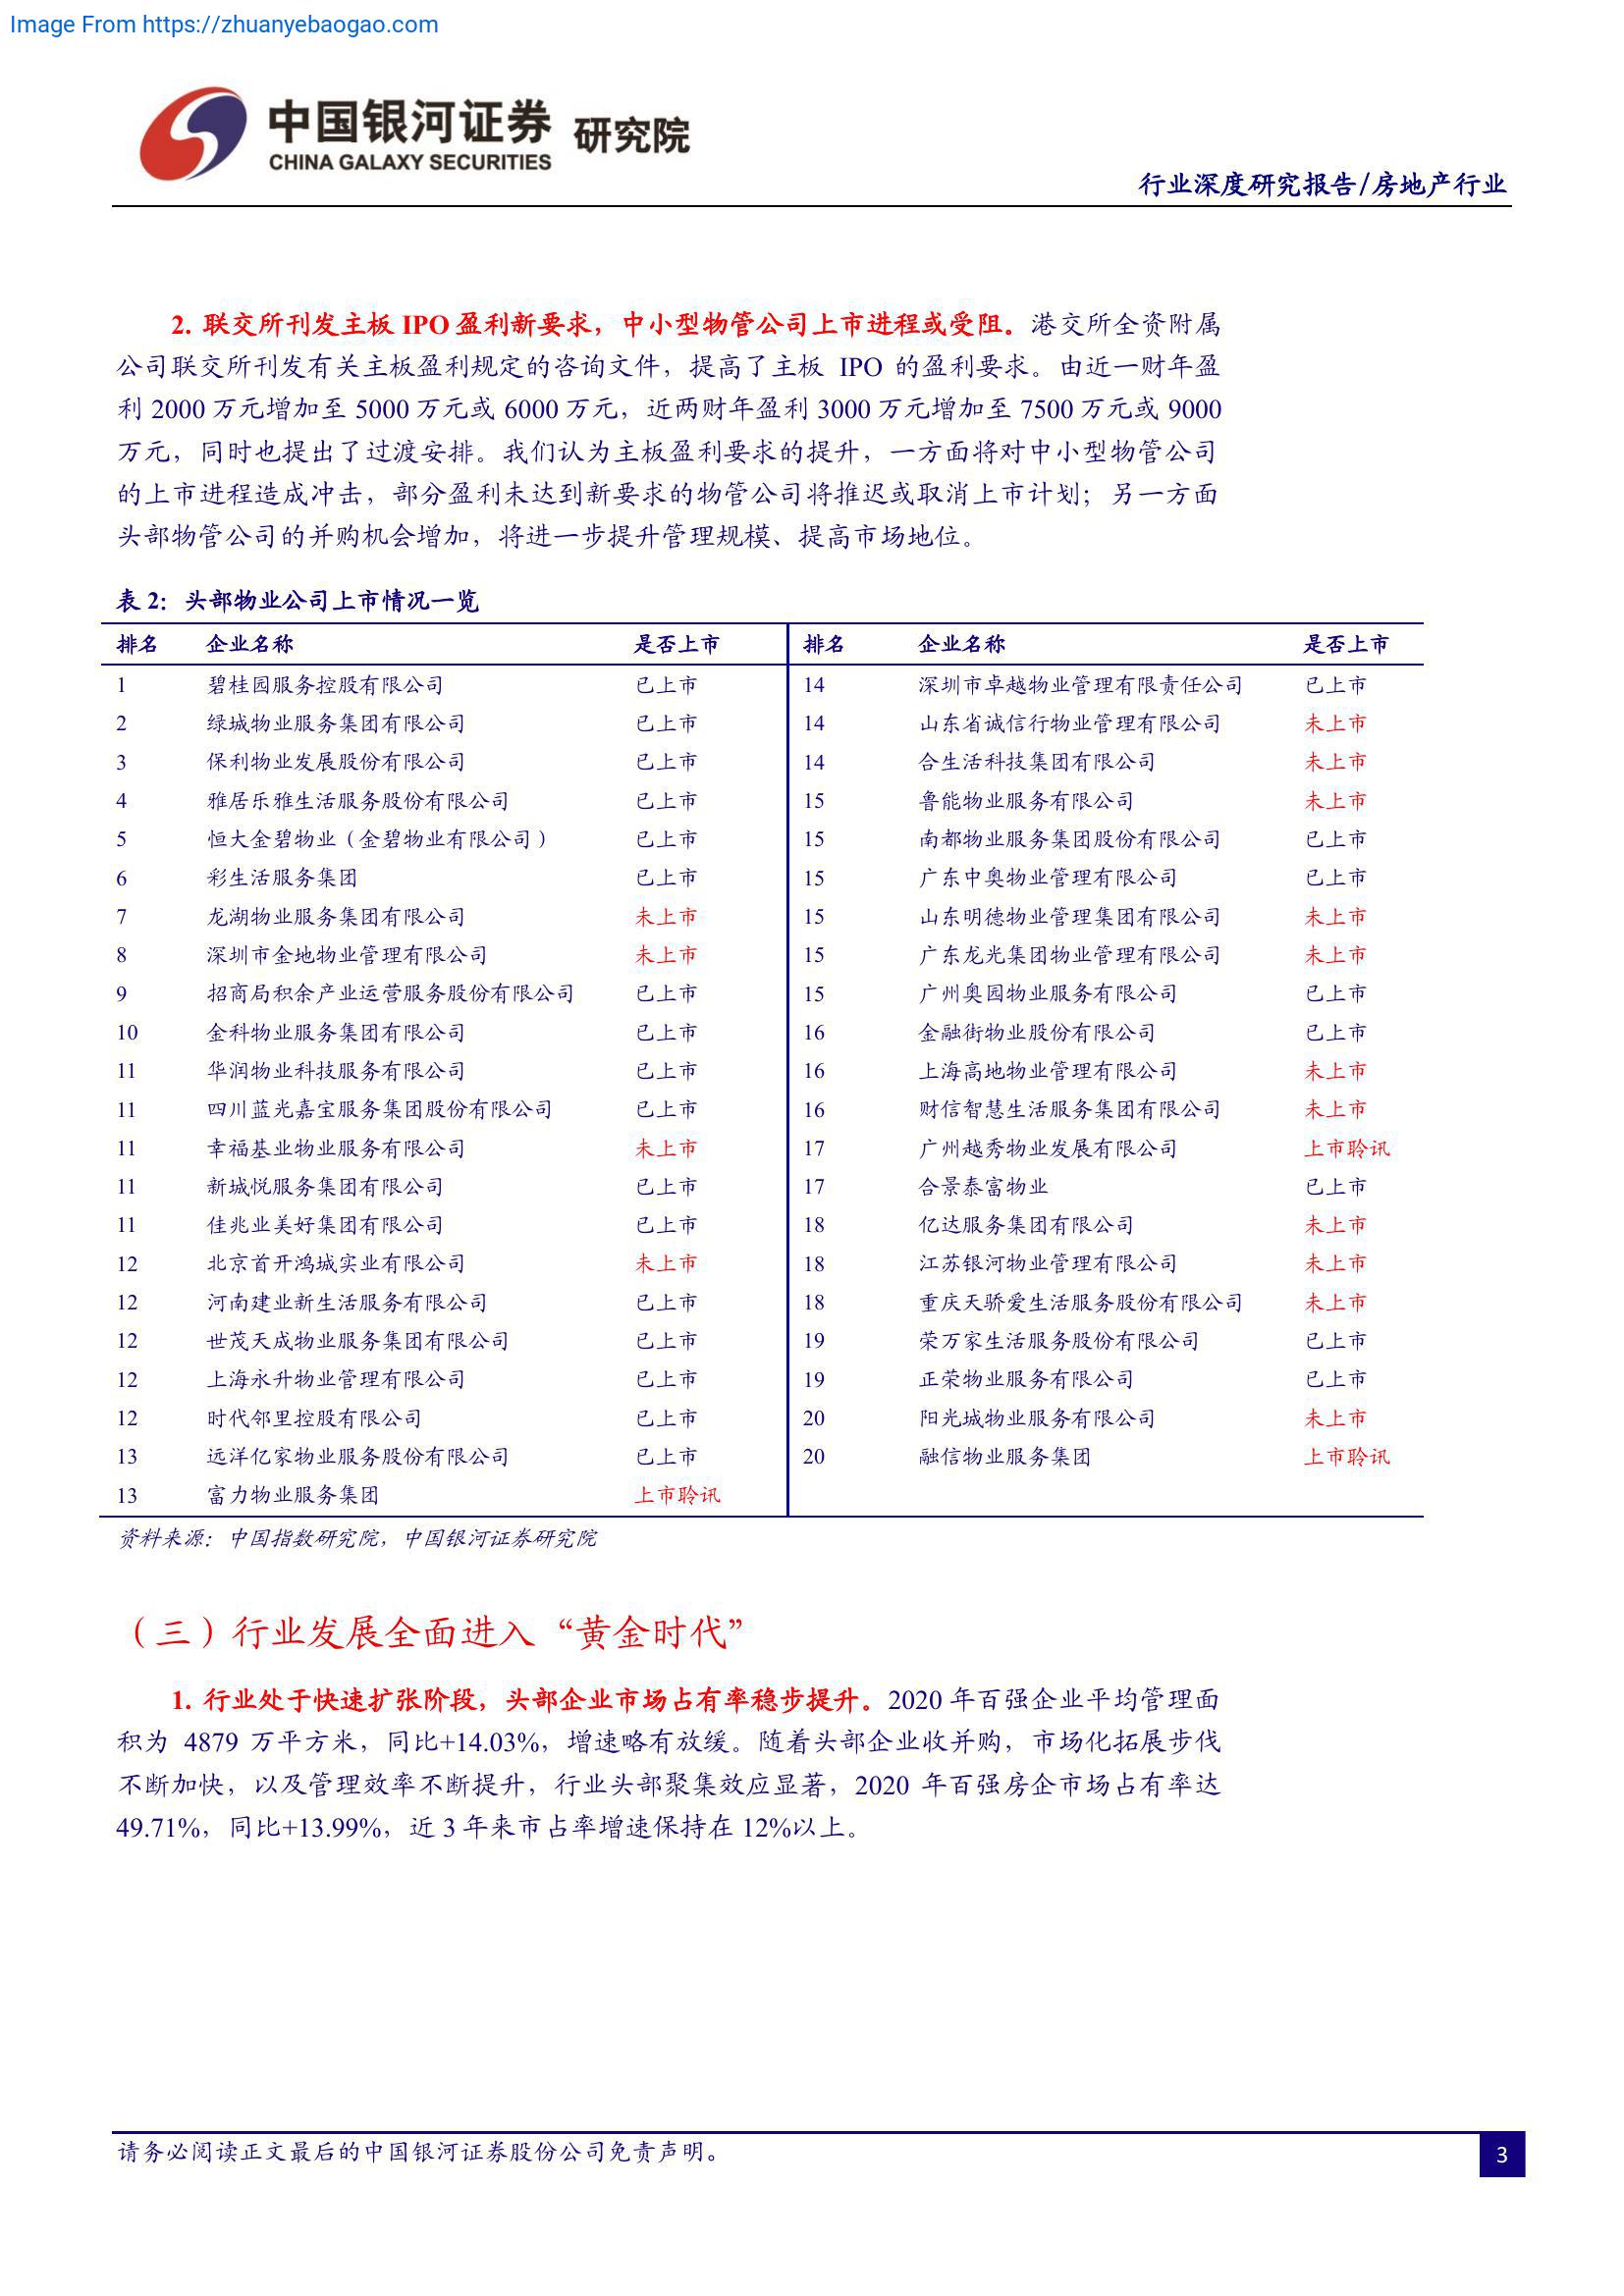 Image From https://zhuanyebaogao.com
中国银河证券 研究院
CHINA GALAXY SECURITIES
行业深度研究报告/房地产行业
2. 联交所刊发主板 IPO 盈利新要求，中小型物管公司上市进程或受阻。港交所全资附属
公司联交所刊发有关主板盈利规定的咨询文件，提高了主板 IPO 的盈利要求。由近一财年盈
利 2000 万元增加至 5000 万元或 6000 万元，近两财年盈利 3000 万元增加至 7500 万元或 9000
万元，同时也提出了过渡安排。我们认为主板盈利要求的提升，一方面将对中小型物管公司
的上市进程造成冲击，部分盈利未达到新要求的物管公司将推迟或取消上市计划；另一方面
头部物管公司的并购机会增加，将进一步提升管理规模、提高市场地位。
表 2：头部物业公司上市情况一览
排名 企业名称 是否上市 排名 企业名称 是否上市
1 碧桂园服务控股有限公司 已上市 14 深圳市卓越物业管理有限责任公司 已上市
2 绿城物业服务集团有限公司 已上市 14 山东省诚信行物业管理有限公司 未上市
3 保利物业发展股份有限公司 已上市 14 合生活科技集团有限公司 未上市
4 雅居乐雅生活服务股份有限公司 已上市 15 鲁能物业服务有限公司 未上市
5 恒大金碧物业（金碧物业有限公司） 已上市 15 南都物业服务集团股份有限公司 已上市
6 彩生活服务集团 已上市 15 广东中奥物业管理有限公司 已上市
7 龙湖物业服务集团有限公司 未上市 15 山东明德物业管理集团有限公司 未上市
8 深圳市金地物业管理有限公司 未上市 15 广东龙光集团物业管理有限公司 未上市
9 招商局积余产业运营服务股份有限公司 已上市 15 广州奥园物业服务有限公司 已上市
10 金科物业服务集团有限公司 已上市 16 金融街物业股份有限公司 已上市
11 华润物业科技服务有限公司 已上市 16 上海高地物业管理有限公司 未上市
11 四川蓝光嘉宝服务集团股份有限公司 已上市 16 财信智慧生活服务集团有限公司 未上市
11 幸福基业物业服务有限公司 未上市 17 广州越秀物业发展有限公司 上市聆讯
11 新城悦服务集团有限公司 已上市 17 合景泰富物业 已上市
11 佳兆业美好集团有限公司 已上市 18 亿达服务集团有限公司 未上市
12 北京首开鸿城实业有限公司 未上市 18 江苏银河物业管理有限公司 未上市
12 河南建业新生活服务有限公司 已上市 18 重庆天骄爱生活服务股份有限公司 未上市
12 世茂天成物业服务集团有限公司 已上市 19 荣万家生活服务股份有限公司 已上市
12 上海永升物业管理有限公司 已上市 19 正荣物业服务有限公司 已上市
12 时代邻里控股有限公司 已上市 20 阳光城物业服务有限公司 未上市
13 远洋亿家物业服务股份有限公司 已上市 20 融信物业服务集团 上市聆讯
13 富力物业服务集团 上市聆讯
资料来源：中国指数研究院，中国银河证券研究院
（三）行业发展全面进入“黄金时代”
1. 行业处于快速扩张阶段，头部企业市场占有率稳步提升。2020 年百强企业平均管理面
积为 4879 万平方米，同比+14.03%，增速略有放缓。随着头部企业收并购，市场化拓展步伐
不断加快，以及管理效率不断提升，行业头部聚集效应显著，2020 年百强房企市场占有率达
49.71%，同比+13.99%，近 3 年来市占率增速保持在 12%以上。
请务必阅读正文最后的中国银河证券股份公司免责声明。
3